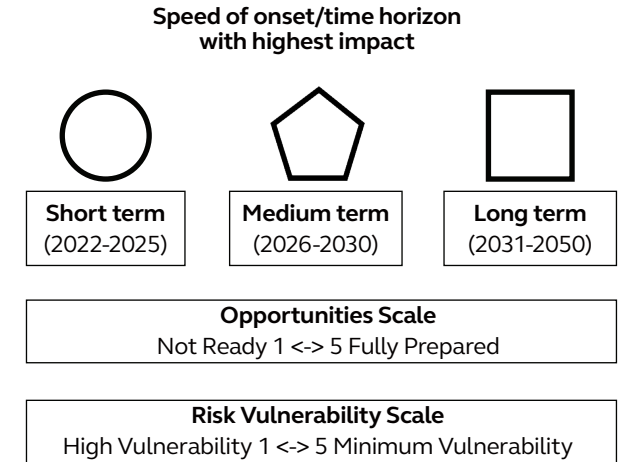 Speed of onset/time horizon
with highest impact
Short term
(2022-2025)
Medium term
(2026-2030)
Long term
(2031-2050)
Opportunities Scale
Not Ready 1 <-> 5 Fully Prepared
Risk Vulnerability Scale
High Vulnerability 1 <-> 5 Minimum Vulnerability